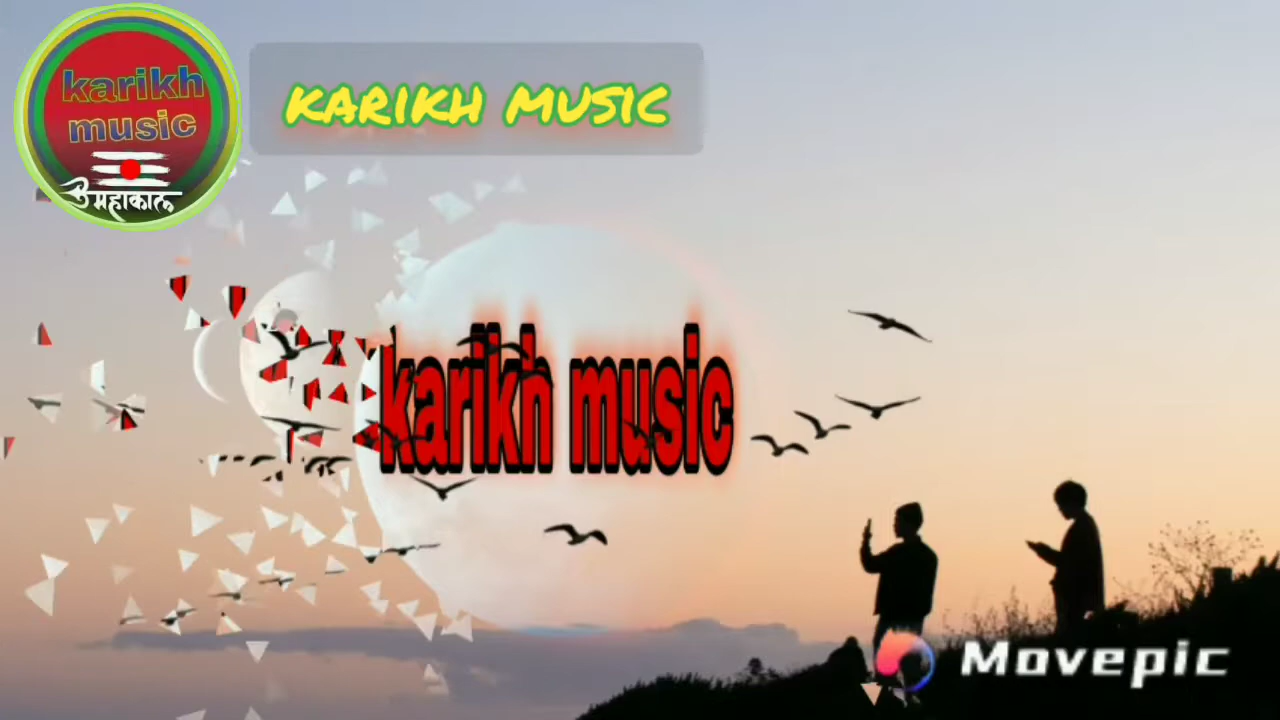 karikh
music
महाकाल
KARIKH MUSIC
karikh music
Movepic